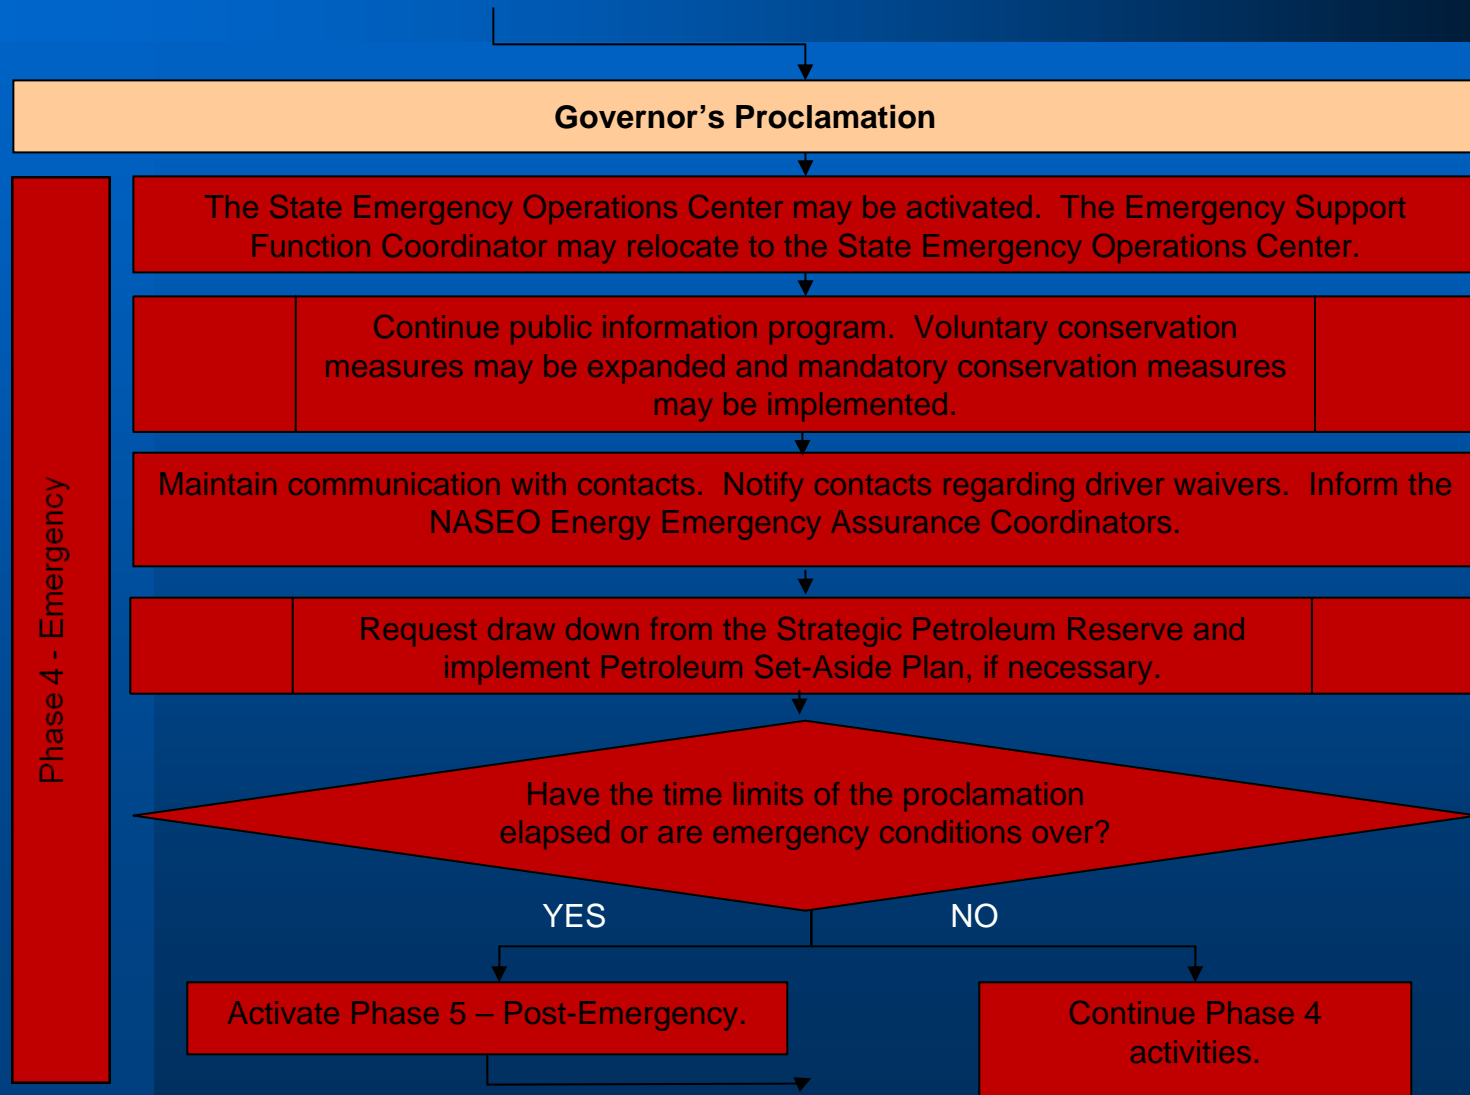 Governor’s Proclamation
The State Emergency Operations Center may be activated.  The Emergency Support
Function Coordinator may relocate to the State Emergency Operations Center.
Continue public information program.  Voluntary conservation
measures may be expanded and mandatory conservation measures
may be implemented.
Maintain communication with contacts.  Notify contacts regarding driver waivers.  Inform the
NASEO Energy Emergency Assurance Coordinators.
Phase 4 - Emergency
Request draw down from the Strategic Petroleum Reserve and
implement Petroleum Set-Aside Plan, if necessary.
Have the time limits of the proclamation
elapsed or are emergency conditions over?
YES
NO
Activate Phase 5 – Post-Emergency.
Continue Phase 4
activities.